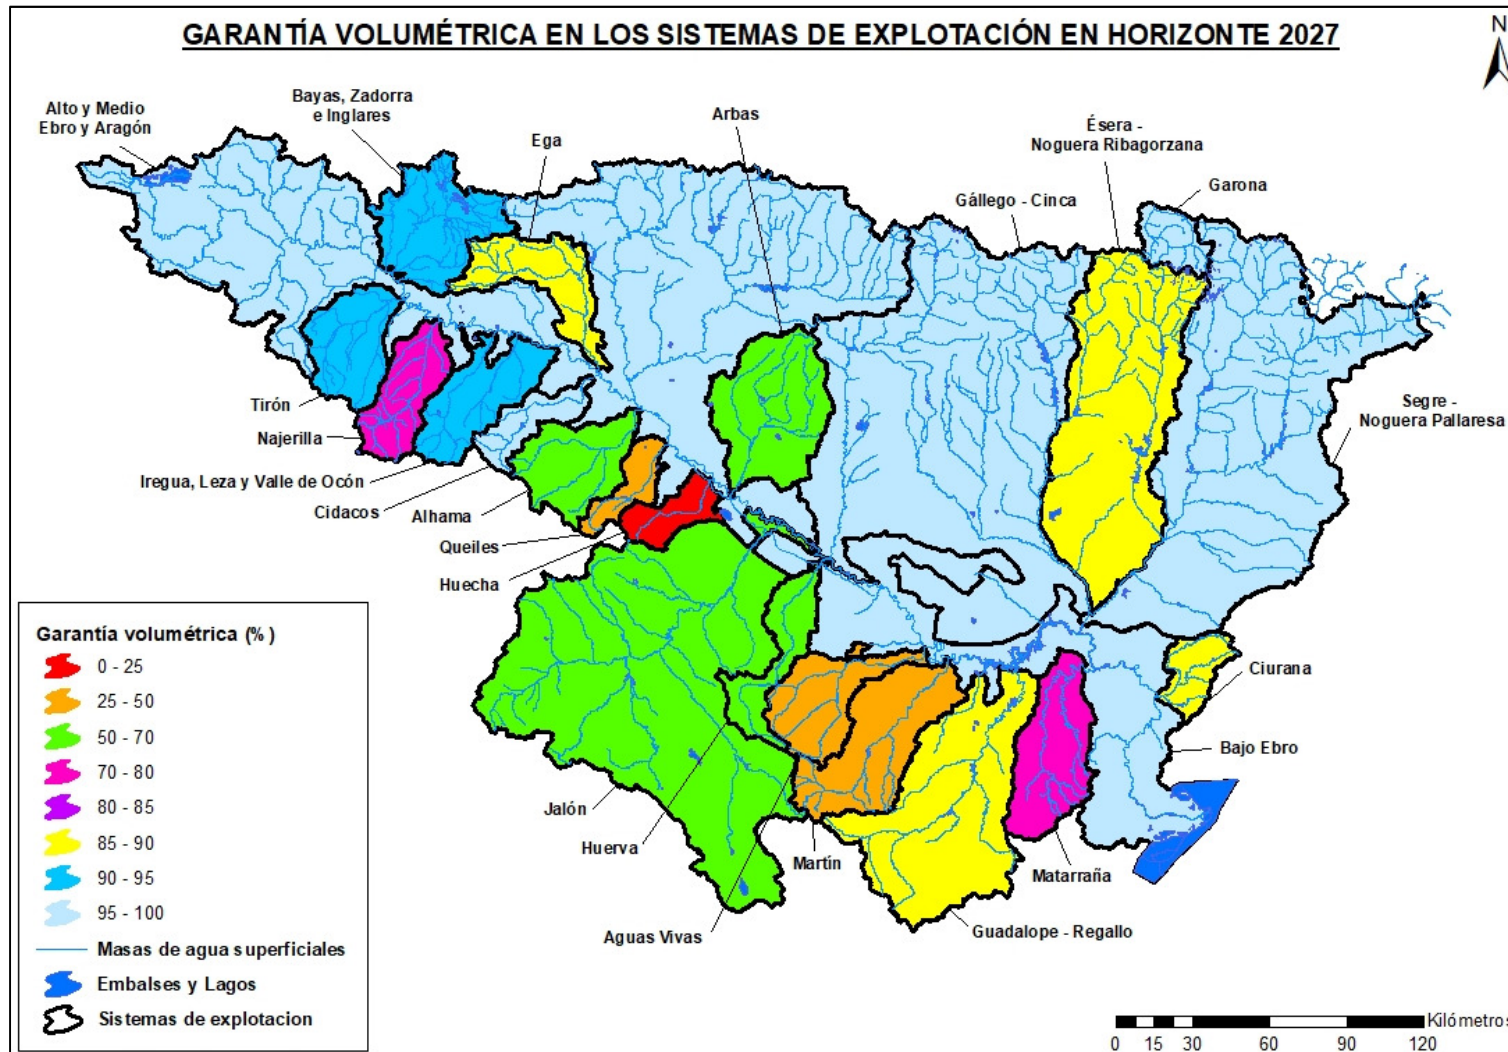 GARANTÍA VOLUMÉTRICA EN LOS SISTEMAS DE EXPLOTACIÓN EN HORIZONTE 2027
N
Alto y Medio
Ebro y Aragón
Bayas, Zadorra
e Inglares
Ega
Arbas
Ésera -
Noguera Ribagorzana
Gállego - Cinca
Garona
Tirón
Najerilla
Iregua, Leza y Valle de Ocón
Cidacos
Alhama
Queiles
Huecha
Segre -
Noguera Pallaresa
Ciurana
Bajo Ebro
Jalón
Huerva
Aguas Vivas
Martín
Matarraña
Guadalope - Regallo
Garantía volumétrica (%)
0 - 25
25 - 50
50 - 70
70 - 80
80 - 85
85 - 90
90 - 95
95 - 100
Masas de agua superficiales
Embalses y Lagos
Sistemas de explotacion
Kilómetros
0 15 30 60 90 120